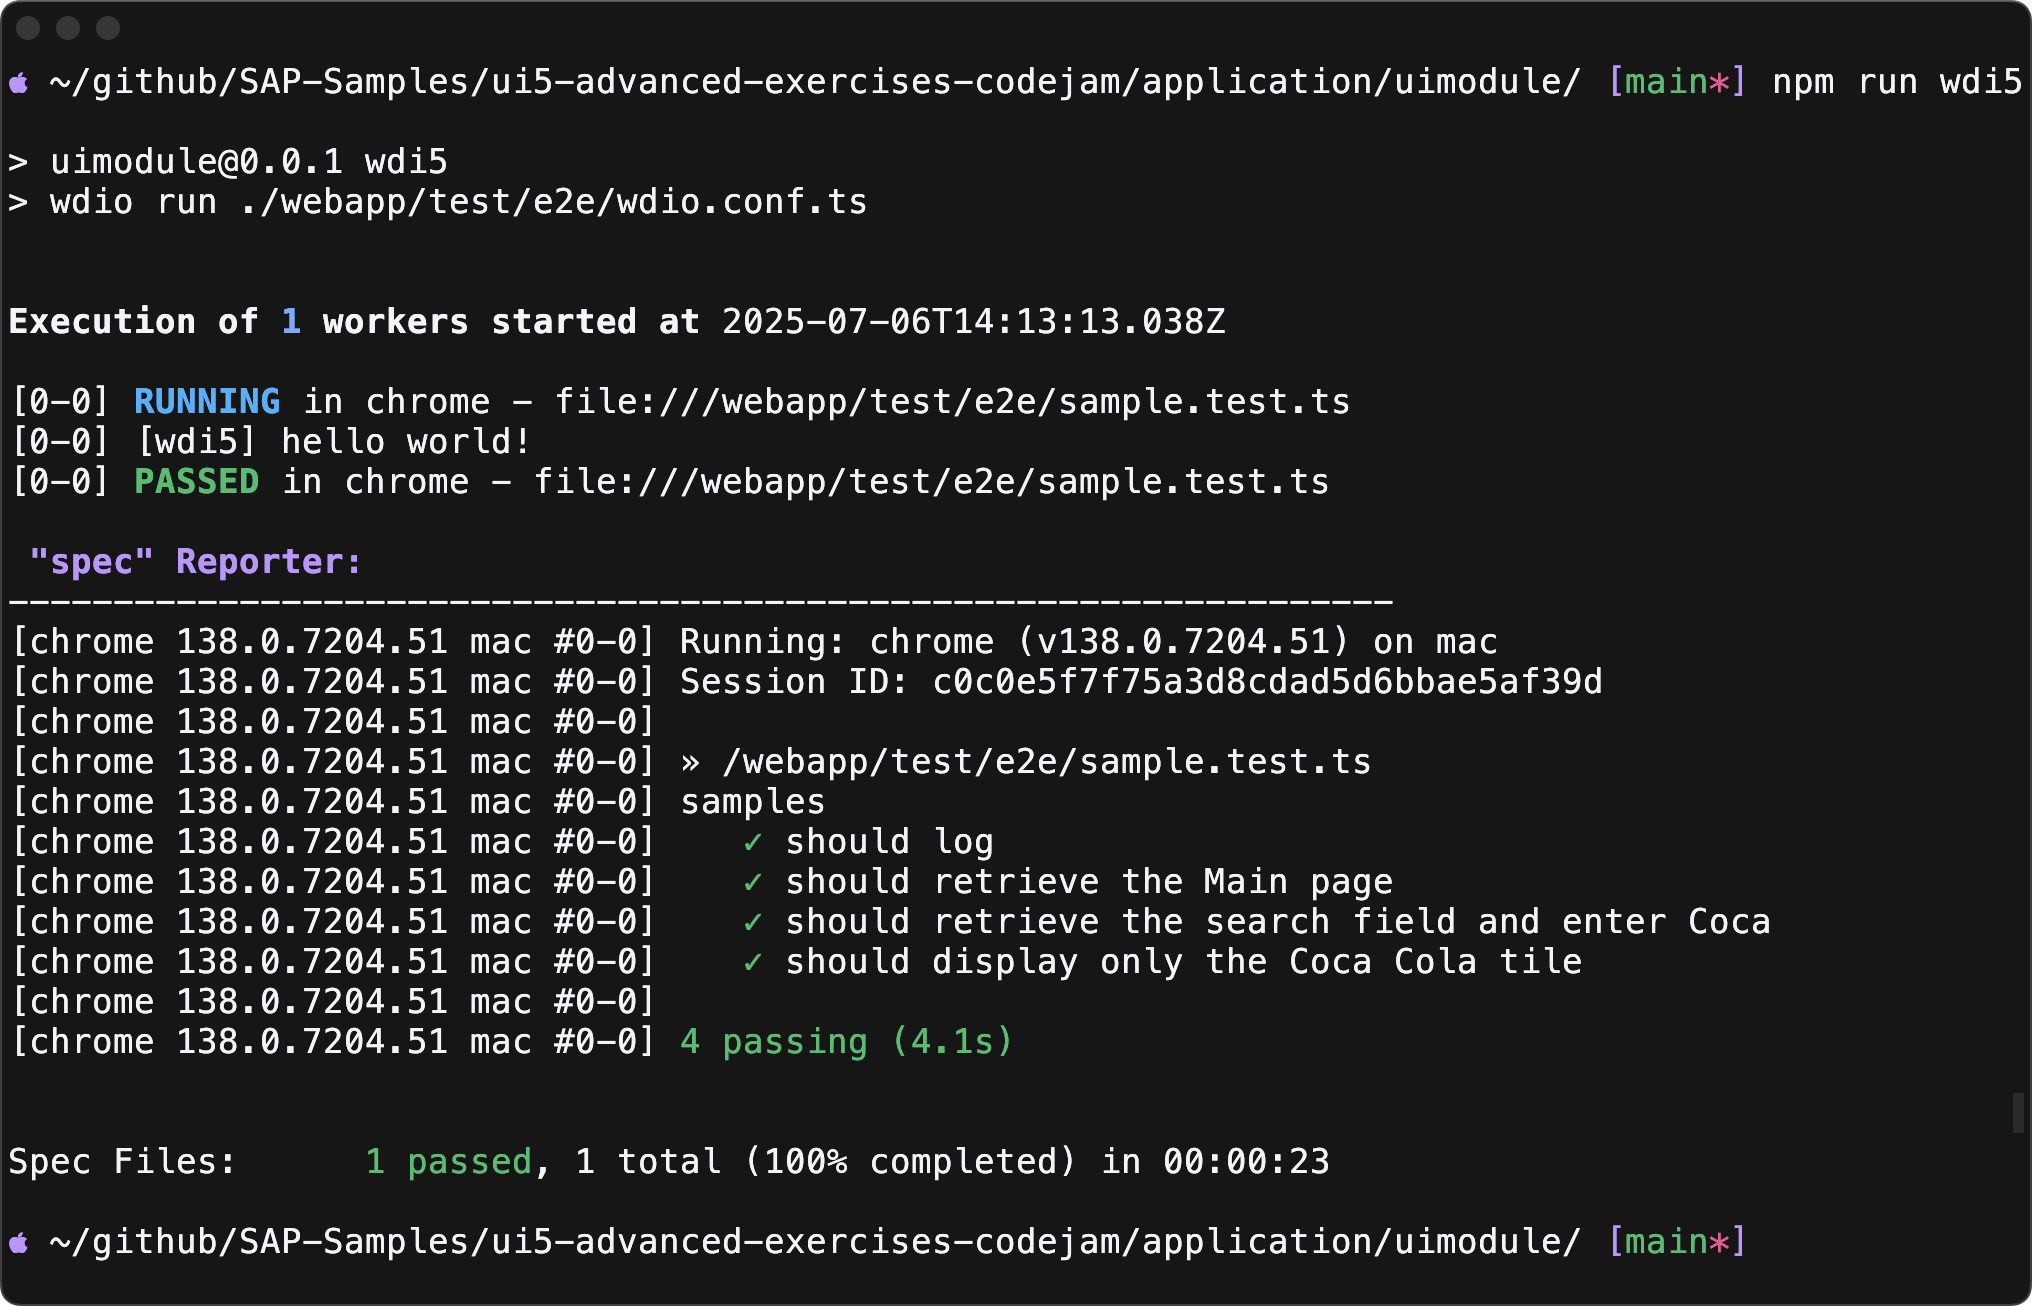 ~/github/SAP-Samples/ui5-advanced-exercises-codejam/application/uimodule/ [main*] npm run wdi5
> uimodule@0.0.1 wdi5
> wdio run ./webapp/test/e2e/wdio.conf.ts
Execution of 1 workers started at 2025-07-06T14:13:13.038Z
[0-0] RUNNING in chrome - file:///webapp/test/e2e/sample.test.ts
[0-0] [wdi5] hello world!
[0-0] PASSED in chrome - file:///webapp/test/e2e/sample.test.ts
"spec" Reporter:
------------------------------------------------------------------
[chrome 138.0.7204.51 mac #0-0] Running: chrome (v138.0.7204.51) on mac
[chrome 138.0.7204.51 mac #0-0] Session ID: c0c0e5f7f75a3d8cdad5d6bbae5af39d
[chrome 138.0.7204.51 mac #0-0]
[chrome 138.0.7204.51 mac #0-0] » /webapp/test/e2e/sample.test.ts
[chrome 138.0.7204.51 mac #0-0] samples
[chrome 138.0.7204.51 mac #0-0]    ✓ should log
[chrome 138.0.7204.51 mac #0-0]    ✓ should retrieve the Main page
[chrome 138.0.7204.51 mac #0-0]    ✓ should retrieve the search field and enter Coca
[chrome 138.0.7204.51 mac #0-0]    ✓ should display only the Coca Cola tile
[chrome 138.0.7204.51 mac #0-0]
[chrome 138.0.7204.51 mac #0-0] 4 passing (4.1s)
Spec Files:      1 passed, 1 total (100% completed) in 00:00:23
~/github/SAP-Samples/ui5-advanced-exercises-codejam/application/uimodule/ [main*]